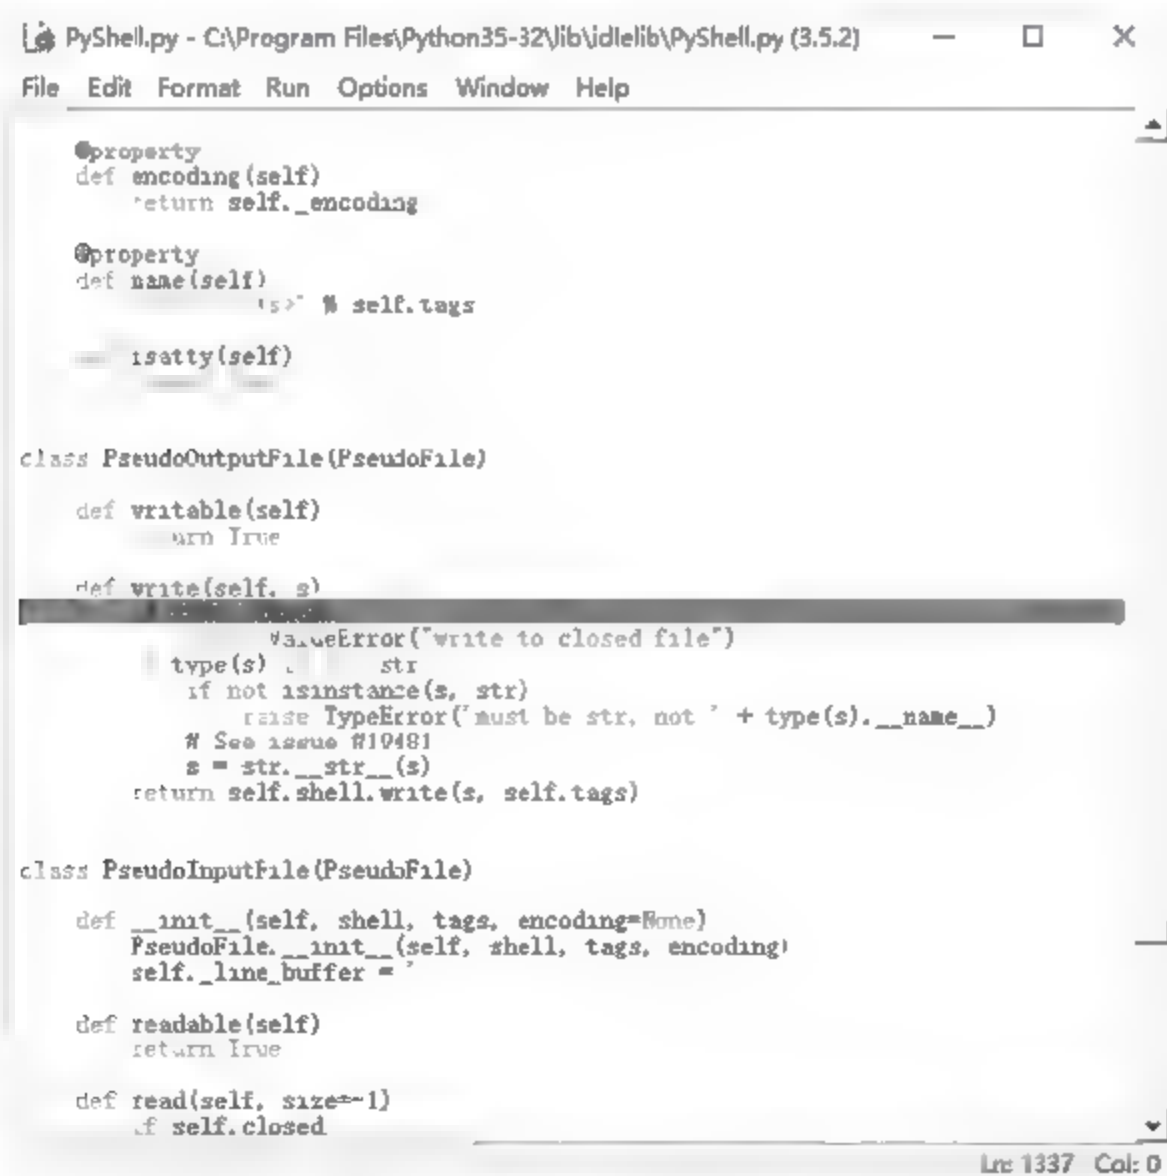 PyShell.py - C:\Program Files\Python35-32\lib\idlelib\PyShell.py (3.5.2)
File Edit Format Run Options Window Help
@property
def encoding(self)
return self._encoding
@property
def name(self)
% self.tags
isatty(self)
class PseudoOutputFile(PseudoFile)
def writable(self)
True
def write(self, s)
ValueError("write to closed file")
type(s) str
if not isinstance(s, str)
raise TypeError('must be str, not ' + type(s).__name__)
# See issue #19481
s = str.__str__(s)
return self.shell.write(s, self.tags)
class PseudoInputFile(PseudoFile)
def __init__(self, shell, tags, encoding=None)
PseudoFile.__init__(self, shell, tags, encoding)
self._line_buffer = '
def readable(self)
return True
def read(self, size=-1)
if self.closed
Ln: 1337 Col: 0